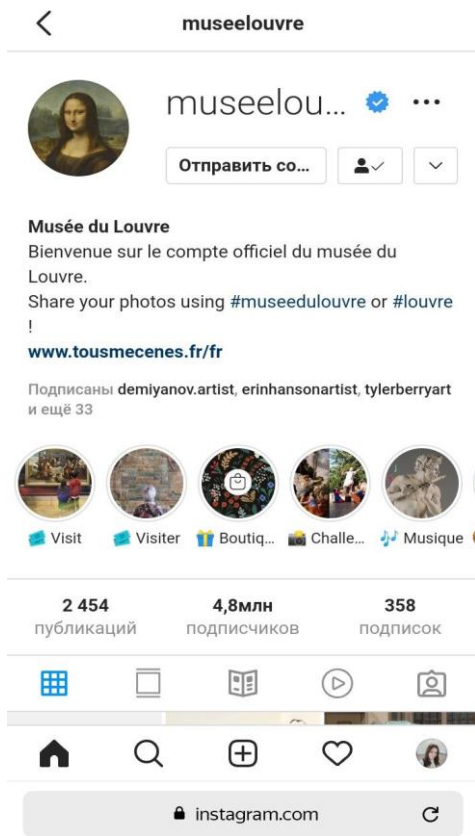 museelouvre
museelou...
Отправить со...
Musée du Louvre
Bienvenue sur le compte officiel du musée du
Louvre.
Share your photos using #museedulouvre or #louvre
!
www.tousmecenes.fr/fr
Подписаны demiyanov.artist, erinhansonartist, tylerberryart
и ещё 33
Visit Visiter Boutiq... Challe... Musique
2 454 4,8млн 358
публикаций подписчиков подписок
instagram.com